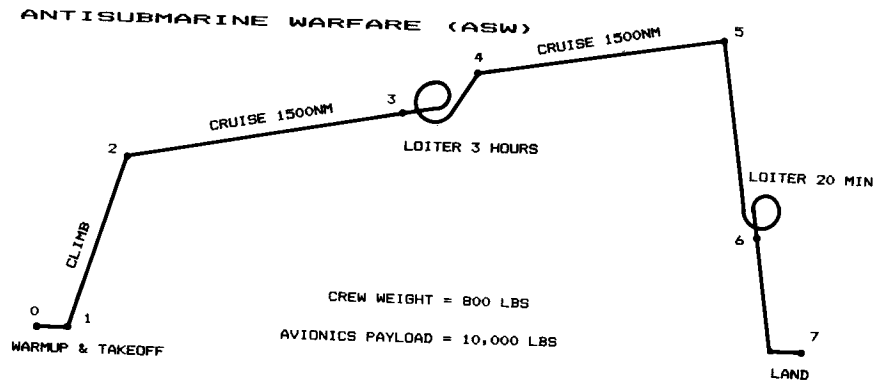 ANTISUBMARINE WARFARE (ASW)
5
CRUISE 1500NM
4
3
CRUISE 1500NM
LOITER 3 HOURS
2
LOITER 20 MIN
6
CLIMB
CREW WEIGHT = 800 LBS
0
1
AVIONICS PAYLOAD = 10,000 LBS
7
WARMUP & TAKEOFF
LAND